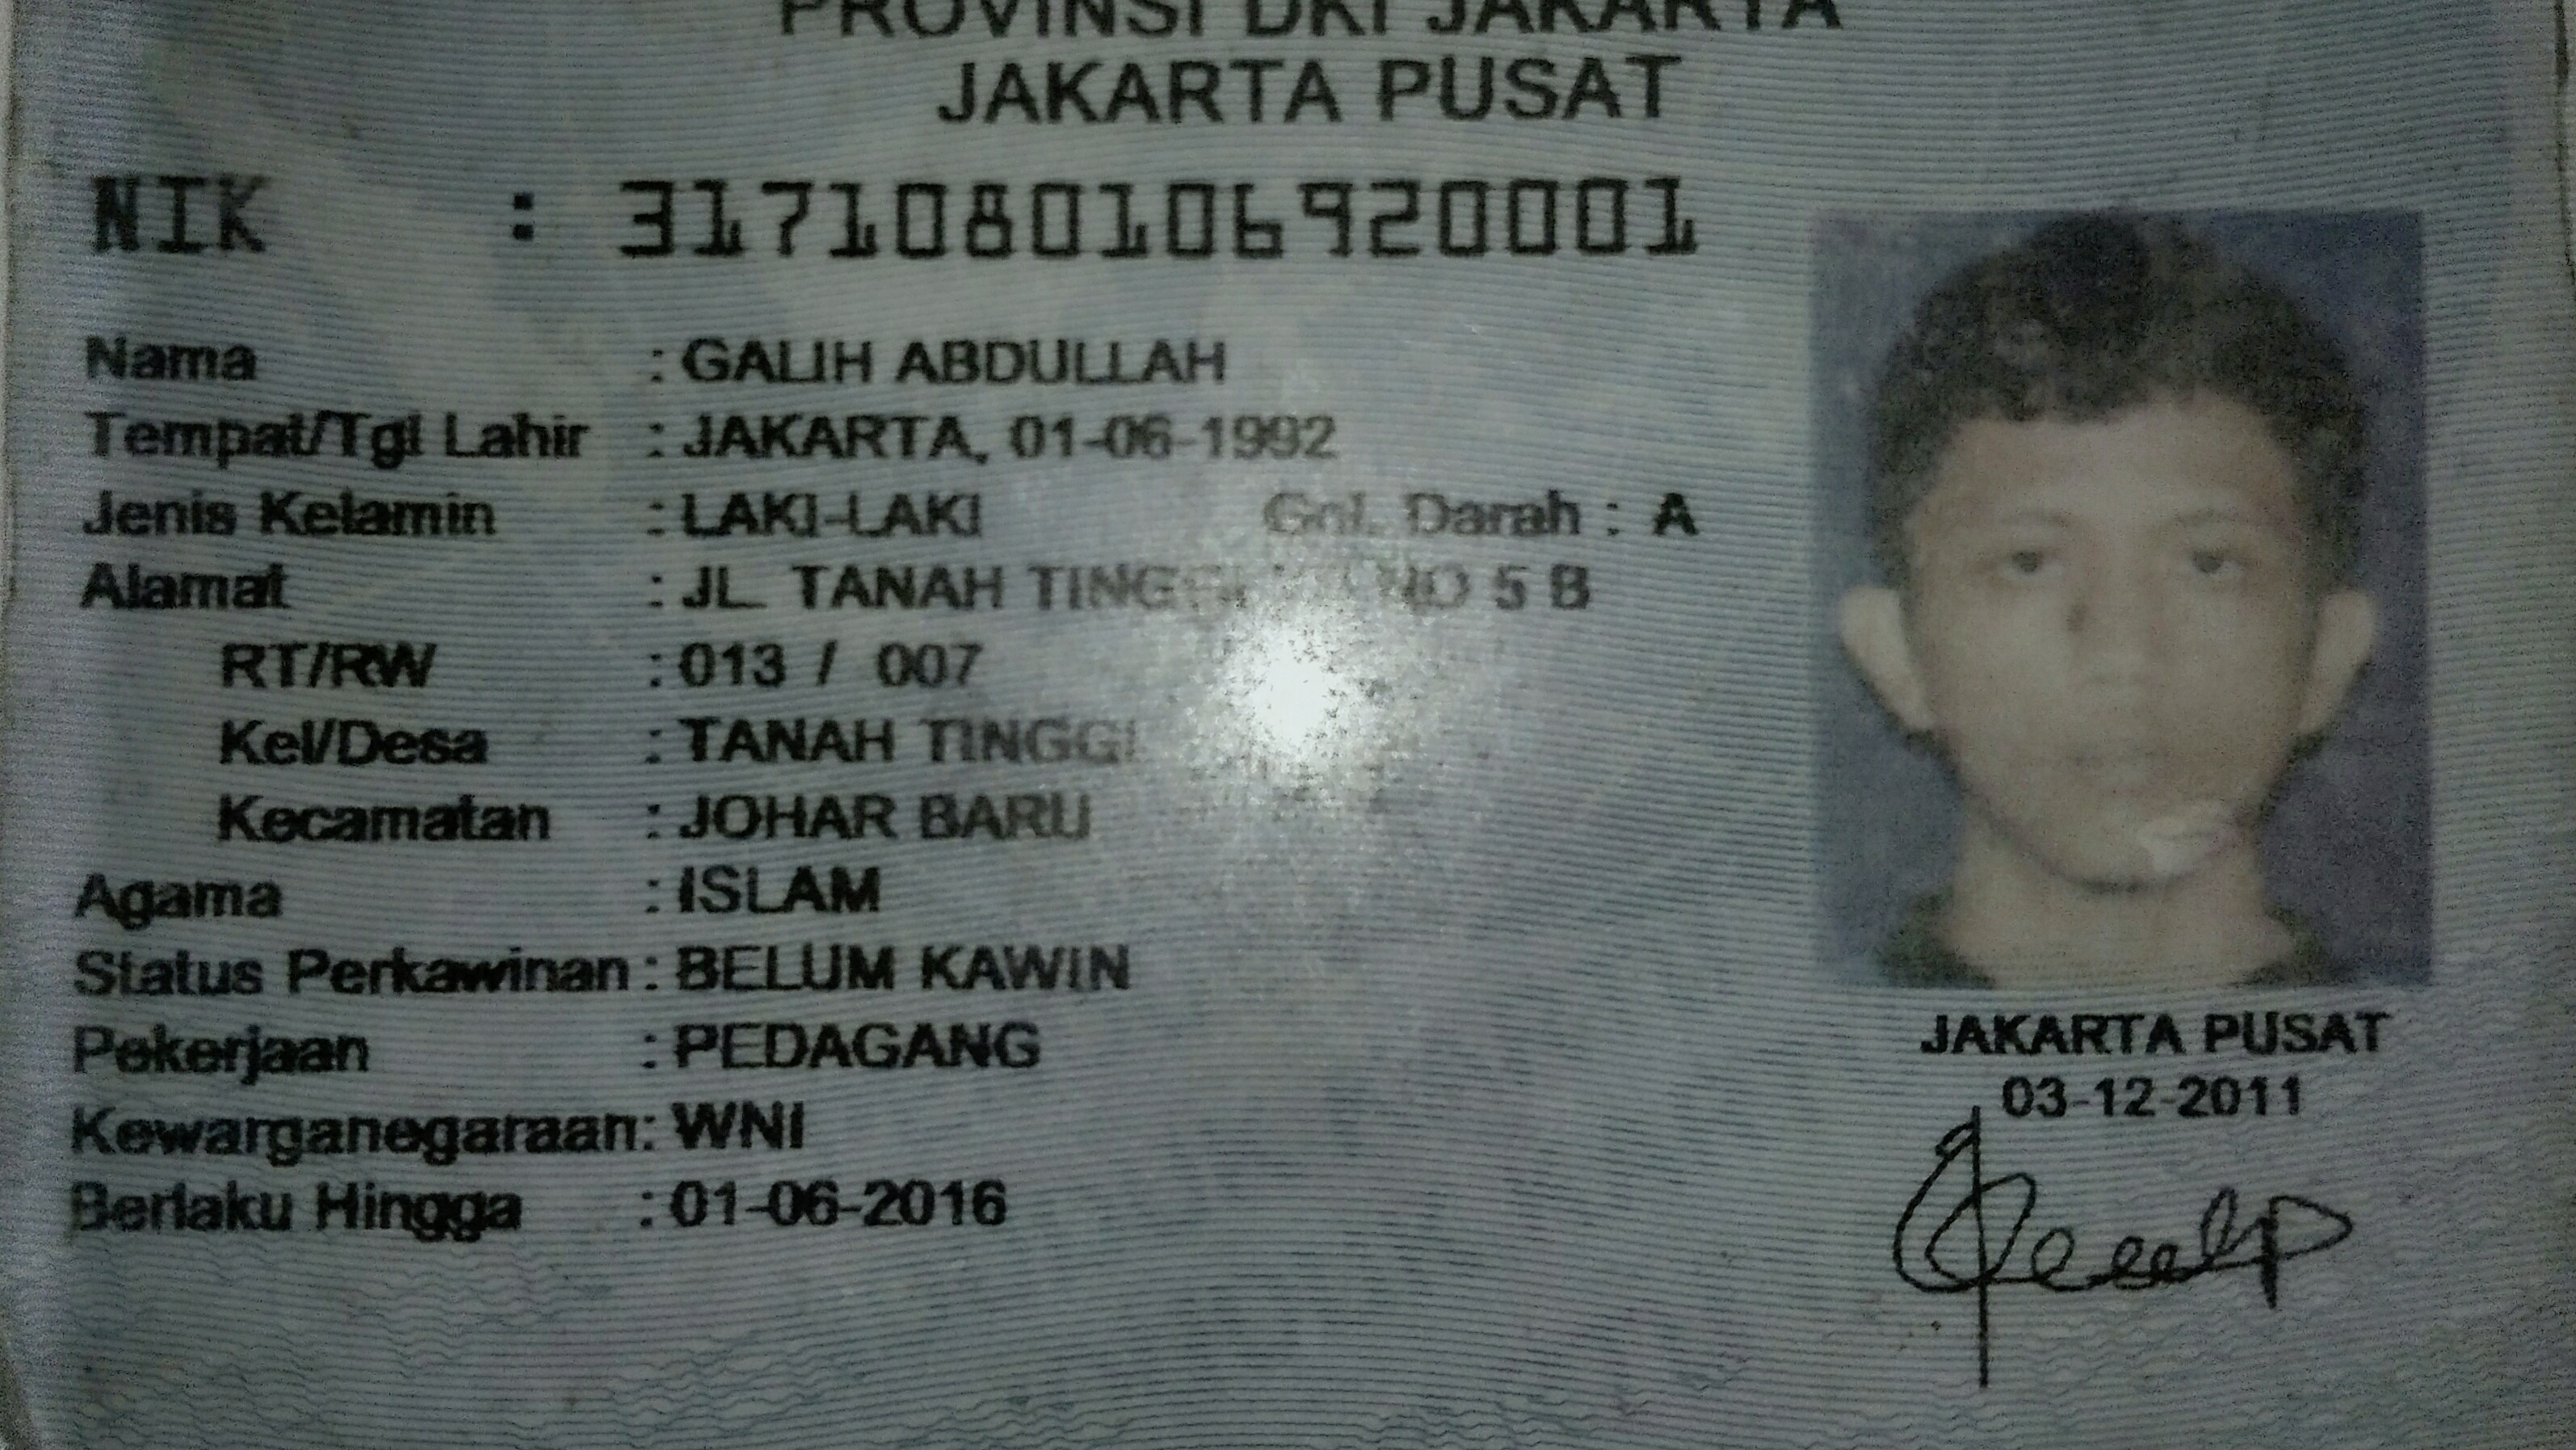 PROVINSI DKI JAKARTA
JAKARTA PUSAT
NIK : 3171080106920001
Nama : GALIH ABDULLAH
Tempat/Tgl Lahir : JAKARTA, 01-06-1992
Jenis Kelamin : LAKI-LAKI Gol. Darah : A
Alamat : JL. TANAH TINGGI NO 5 B
RT/RW : 013 / 007
Kel/Desa : TANAH TINGGI
Kecamatan : JOHAR BARU
Agama : ISLAM
Status Perkawinan : BELUM KAWIN
Pekerjaan : PEDAGANG
Kewarganegaraan: WNI
Berlaku Hingga : 01-06-2016
JAKARTA PUSAT
03-12-2011